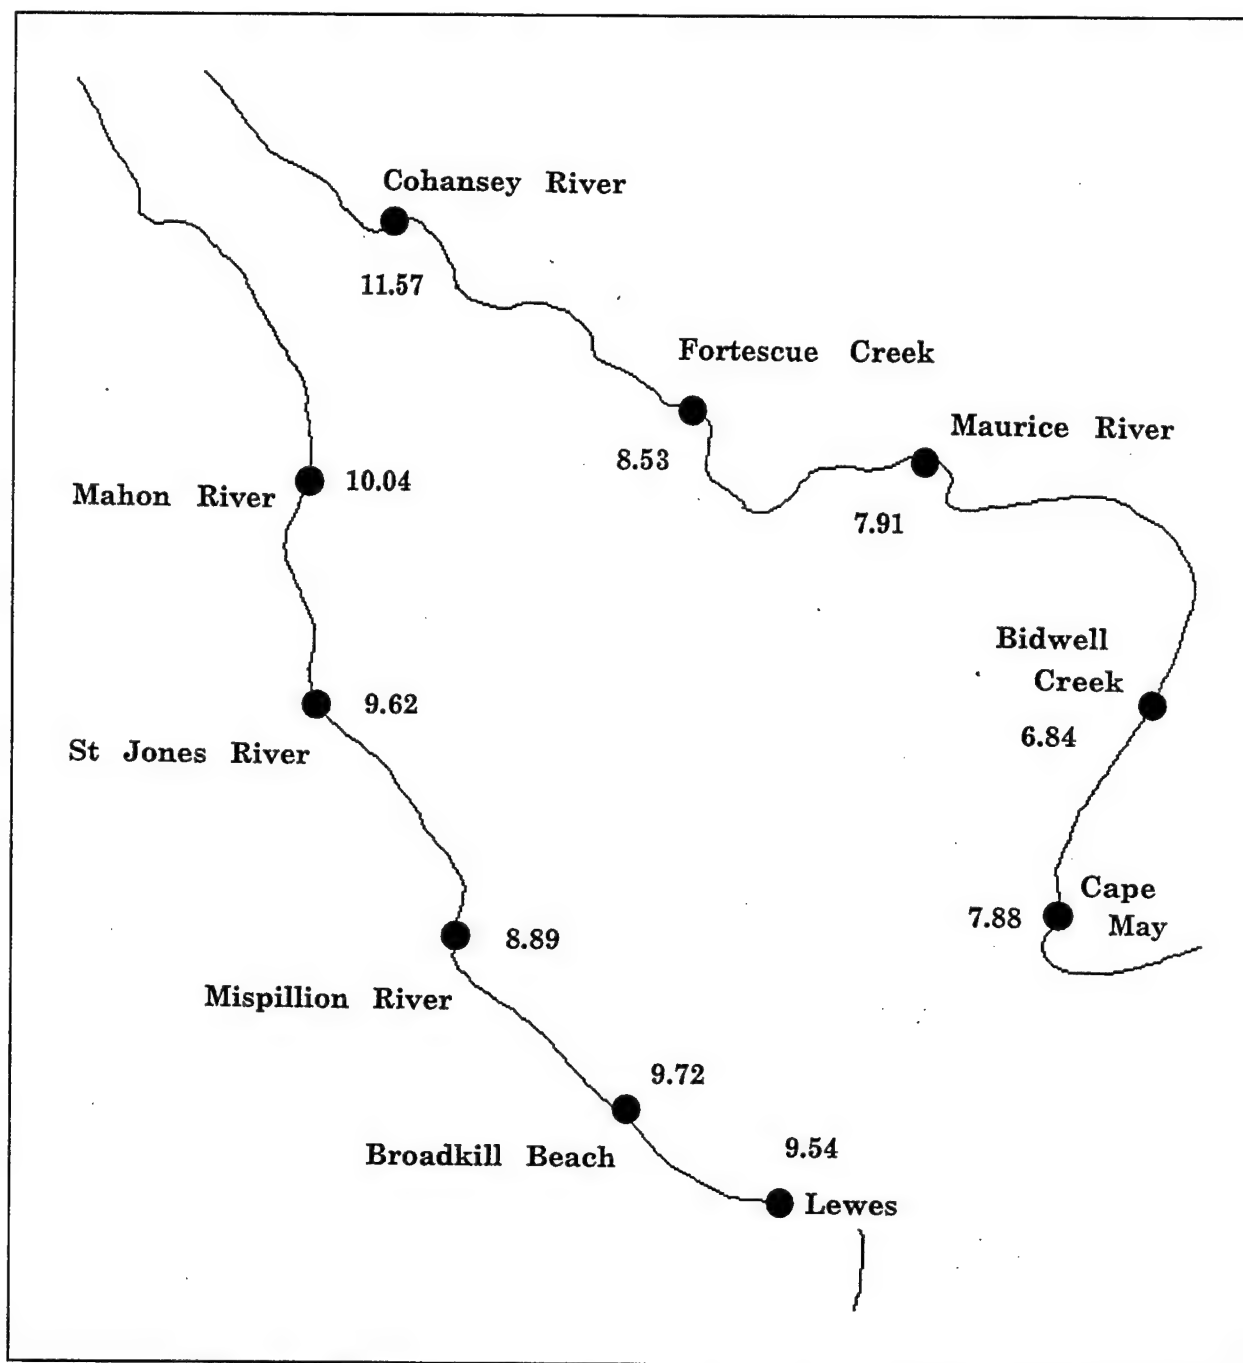 Cohansey River
11.57
Fortescue Creek
8.53
Maurice River
7.91
Mahon River
10.04
Bidwell
Creek
6.84
St Jones River
9.62
Cape
May
7.88
Mispillion River
8.89
9.72
Broadkill Beach
9.54
Lewes